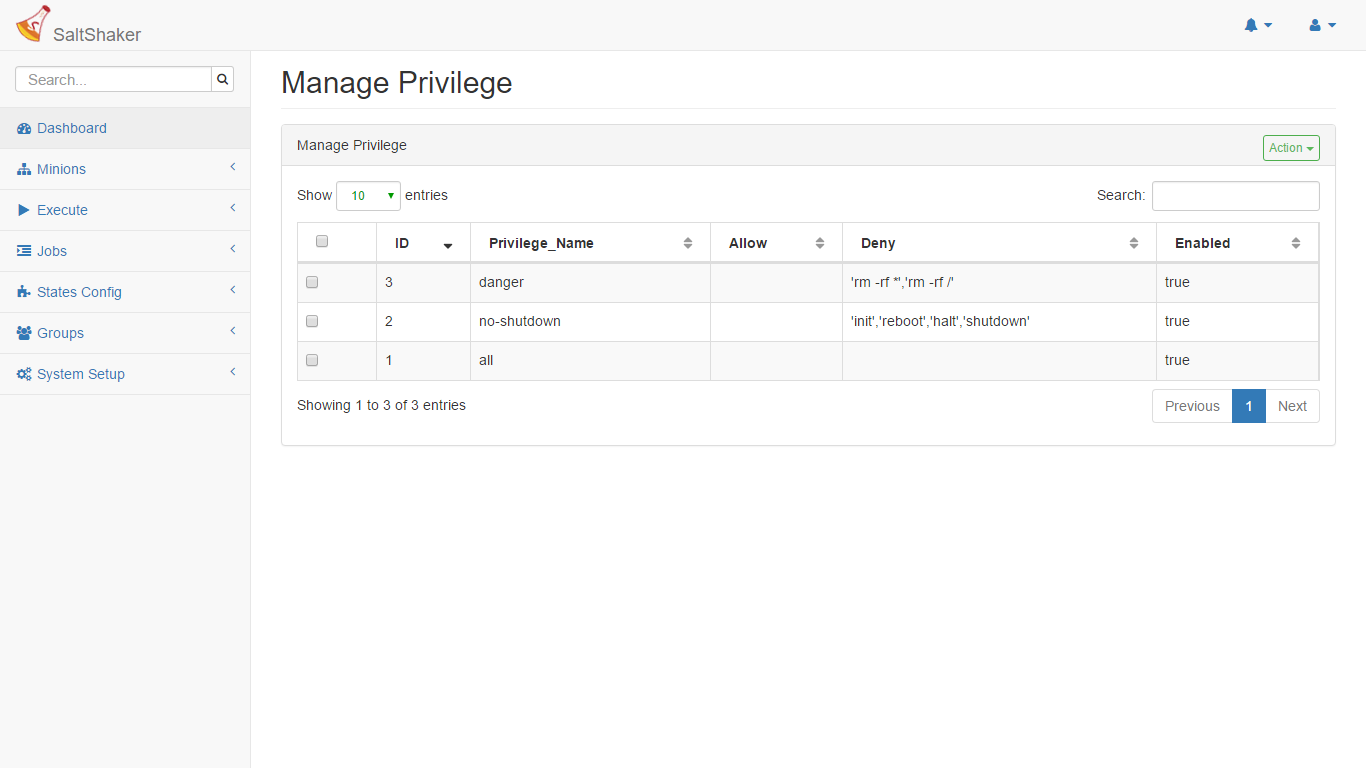 SaltShaker
Search...
Dashboard
Minions
Execute
Jobs
States Config
Groups
System Setup
Manage Privilege
Manage Privilege
Action
Show 10 entries
Search:
ID Privilege_Name Allow Deny Enabled
3 danger 'rm -rf *','rm -rf /' true
2 no-shutdown 'init','reboot','halt','shutdown' true
1 all true
Showing 1 to 3 of 3 entries
Previous 1 Next